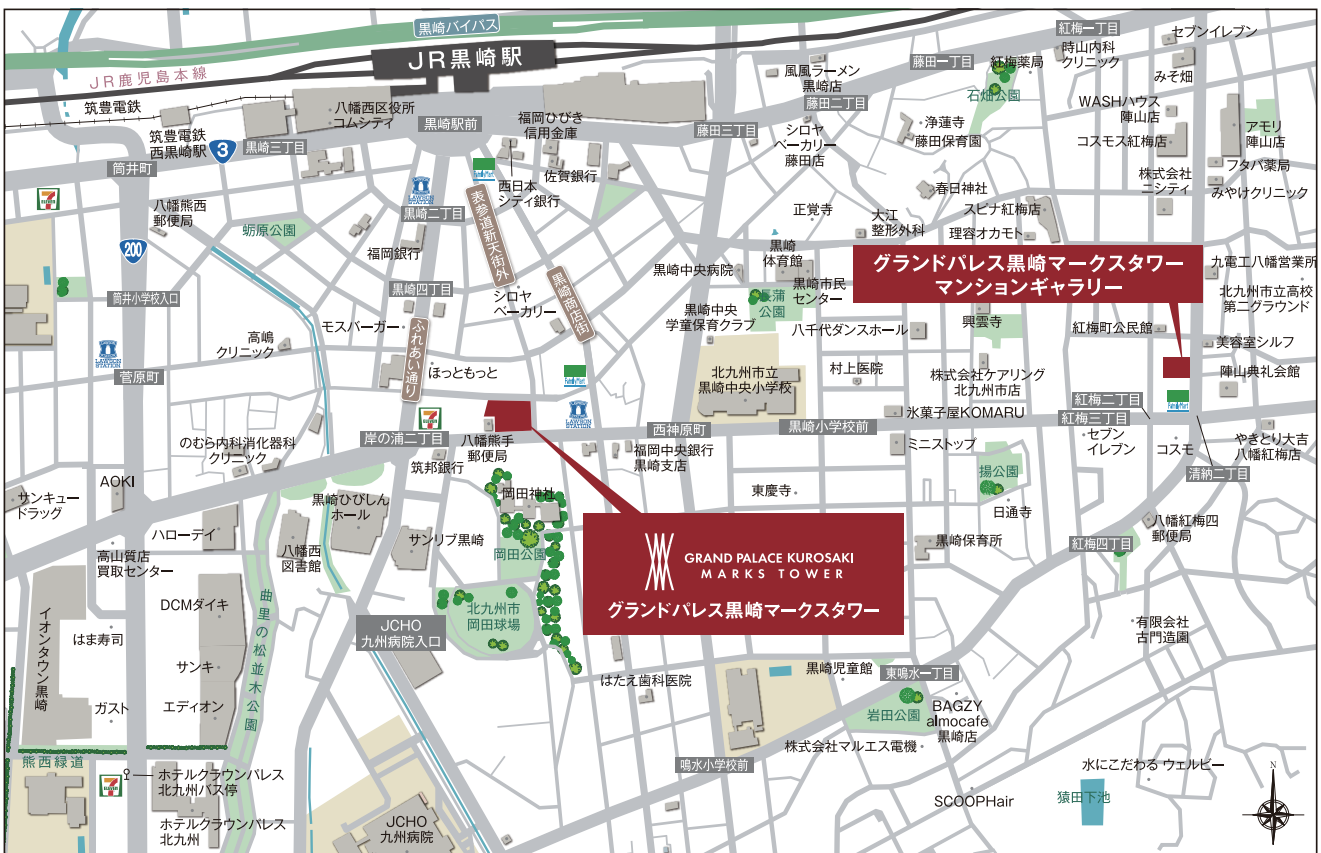 黒崎バイパス
JR黒崎駅
JR鹿児島本線
筑豊電鉄
筑豊電鉄
西黒崎駅
八幡西区役所
コムシティ
黒崎駅前
福岡ひびき
信用金庫
佐賀銀行
西日本
シティ銀行
3
黒崎三丁目
筒井町
八幡熊西
郵便局
200
蛎原公園
筒井小学校入口
黒崎二丁目
福岡銀行
黒崎四丁目
表参道新天街外
黒崎商店街
シロヤ
ベーカリー
モスバーガー
ふれあい通り
ほっともっと
高嶋
クリニック
菅原町
LAWSON
STATION
LAWSON
STATION
LAWSON
STATION
FamilyMart
FamilyMart
FamilyMart
7
ELEVEN
7
ELEVEN
7
ELEVEN
風風ラーメン
黒崎店
藤田二丁目
藤田三丁目
シロヤ
ベーカリー
藤田店
藤田一丁目
紅梅薬局
石畑公園
紅梅一丁目
時山内科
クリニック
セブンイレブン
みそ畑
WASHハウス
陣山店
コスモス紅梅店
アモリ
陣山店
フタバ薬局
みやけクリニック
株式会社
ニシティ
浄蓮寺
藤田保育園
春日神社
スピナ紅梅店
理容オカモト
正覚寺
大江
整形外科
黒崎
体育館
黒崎中央病院
黒崎市民
センター
長蒲
公園
黒崎中央
学童保育クラブ
八千代ダンスホール
グランドパレス黒崎マークスタワー
マンションギャラリー
九電工八幡営業所
北九州市立高校
第二グラウンド
興雲寺
紅梅町公民館
美容室シルフ
陣山典礼会館
北九州市立
黒崎中央小学校
村上医院
株式会社ケアリング
北九州市店
氷菓子屋KOMARU
紅梅二丁目
紅梅三丁目
セブン
イレブン
コスモ
やきとり大吉
八幡紅梅店
清納二丁目
西神原町
黒崎小学校前
ミニストップ
岸の浦二丁目
八幡熊手
郵便局
筑邦銀行
福岡中央銀行
黒崎支店
のむら内科消化器科
クリニック
サンキュー
ドラッグ
AOKI
ハローデイ
高山質店
買取センター
黒崎ひびしん
ホール
八幡西
図書館
サンリブ黒崎
岡田神社
岡田公園
東慶寺
揚公園
日通寺
黒崎保育所
紅梅四丁目
八幡紅梅四
郵便局
GRAND PALACE KUROSAKI
MARKS TOWER
グランドパレス黒崎マークスタワー
北九州市
岡田球場
JCHO
九州病院入口
イオンタウン黒崎
DCMダイキ
はま寿司
サンキ
ガスト
エディオン
曲里の松並木公園
有限会社
古門造園
はたえ歯科医院
黒崎児童館
東鳴水一丁目
岩田公園
BAGZY
almocafe
黒崎店
株式会社マルエス電機
鳴水小学校前
熊西緑道
ホテルクラウンパレス
北九州バス停
ホテルクラウンパレス
北九州
JCHO
九州病院
SCOOPHair
水にこだわる ウェルビー
猿田下池
N